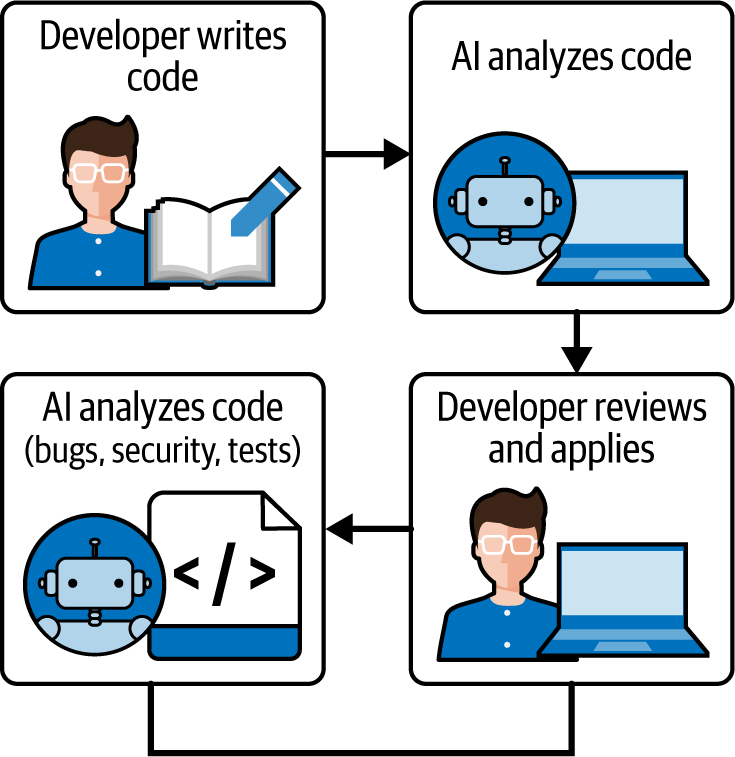 Developer writes
code
AI analyzes code
AI analyzes code
(bugs, security, tests)
</>
Developer reviews
and applies